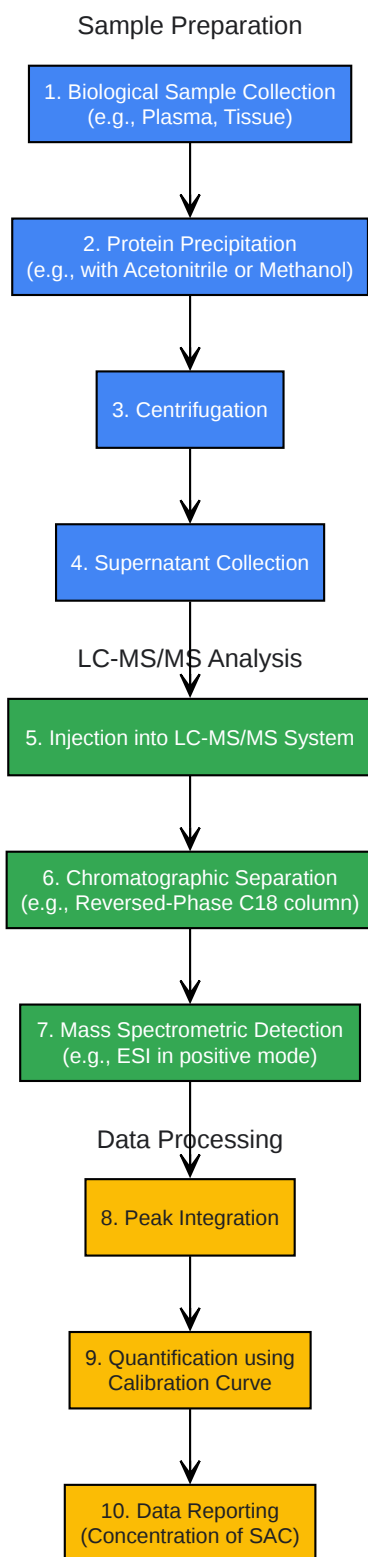 Sample Preparation
1. Biological Sample Collection
(e.g., Plasma, Tissue)
2. Protein Precipitation
(e.g., with Acetonitrile or Methanol)
3. Centrifugation
4. Supernatant Collection
LC-MS/MS Analysis
5. Injection into LC-MS/MS System
6. Chromatographic Separation
(e.g., Reversed-Phase C18 column)
7. Mass Spectrometric Detection
(e.g., ESI in positive mode)
Data Processing
8. Peak Integration
9. Quantification using
Calibration Curve
10. Data Reporting
(Concentration of SAC)